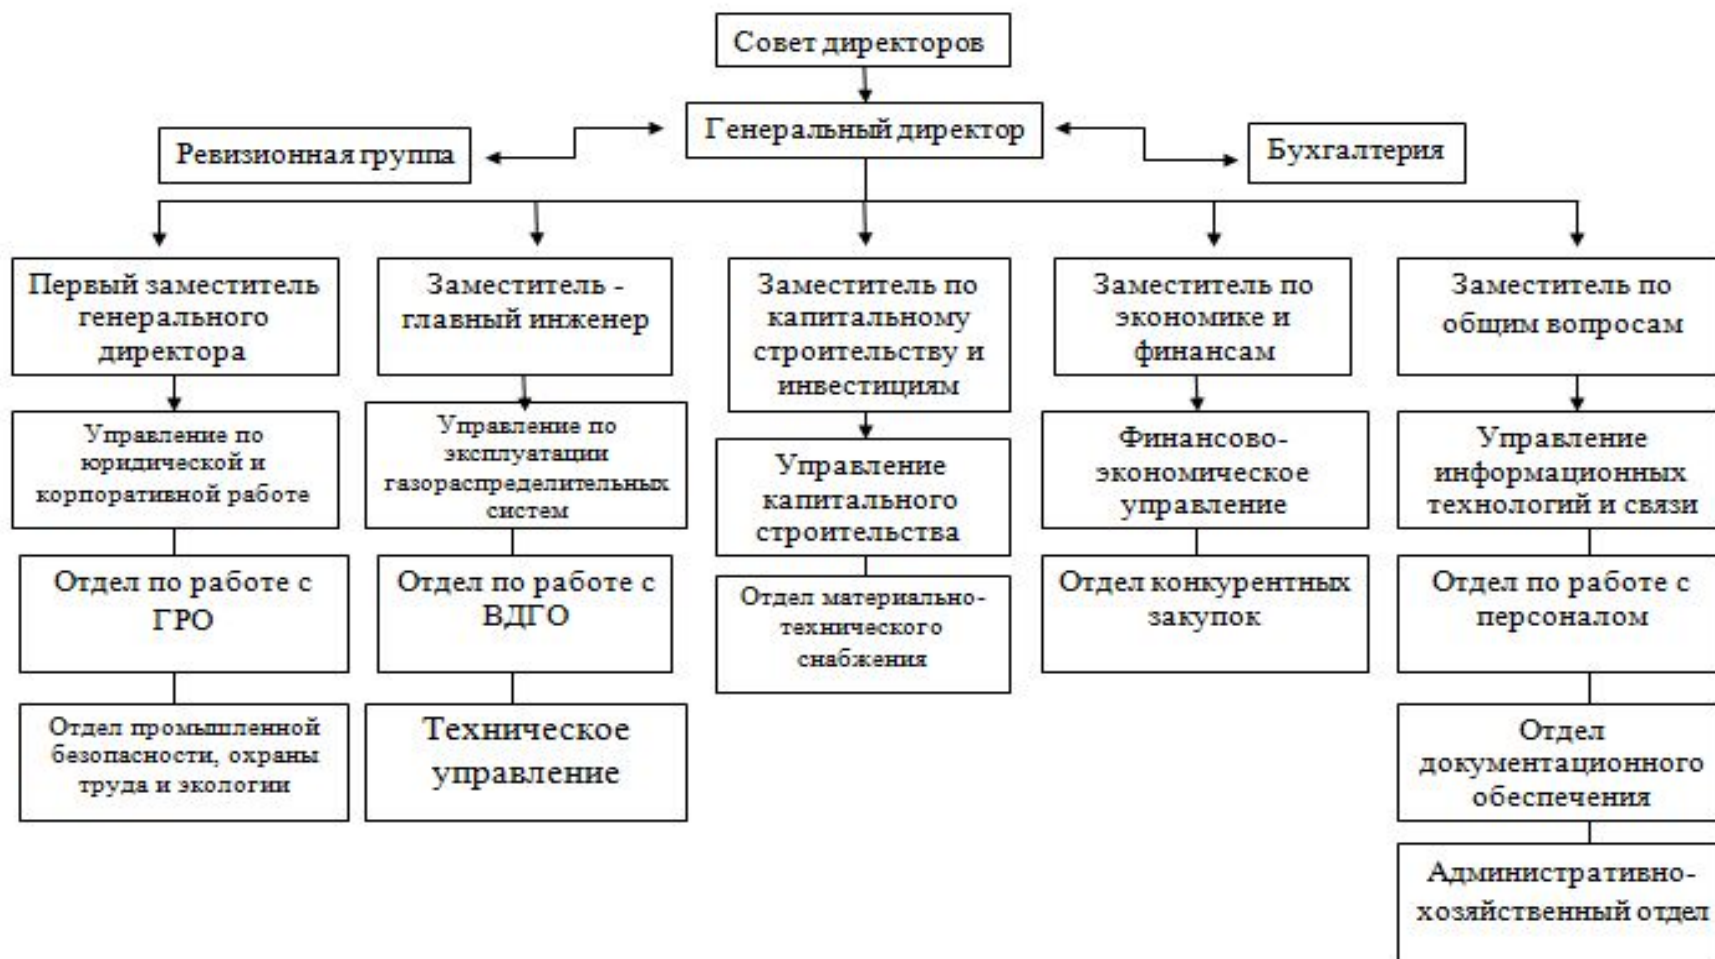 Совет директоров
Генеральный директор
Ревизионная группа
Бухгалтерия
Первый заместитель
генерального
директора
Заместитель -
главный инженер
Заместитель по
капитальному
строительству и
инвестициям
Заместитель по
экономике и
финансам
Заместитель по
общим вопросам
Управление по
юридической и
корпоративной работе
Управление по
эксплуатации
газораспределительных
систем
Управление
капитального
строительства
Финансово-
экономическое
управление
Управление
информационных
технологий и связи
Отдел по работе с
ГРО
Отдел по работе с
ВДГО
Отдел материально-
технического
снабжения
Отдел конкурентных
закупок
Отдел по работе с
персоналом
Отдел промышленной
безопасности, охраны
труда и экологии
Техническое
управление
Отдел
документационного
обеспечения
Административно-
хозяйственный отдел